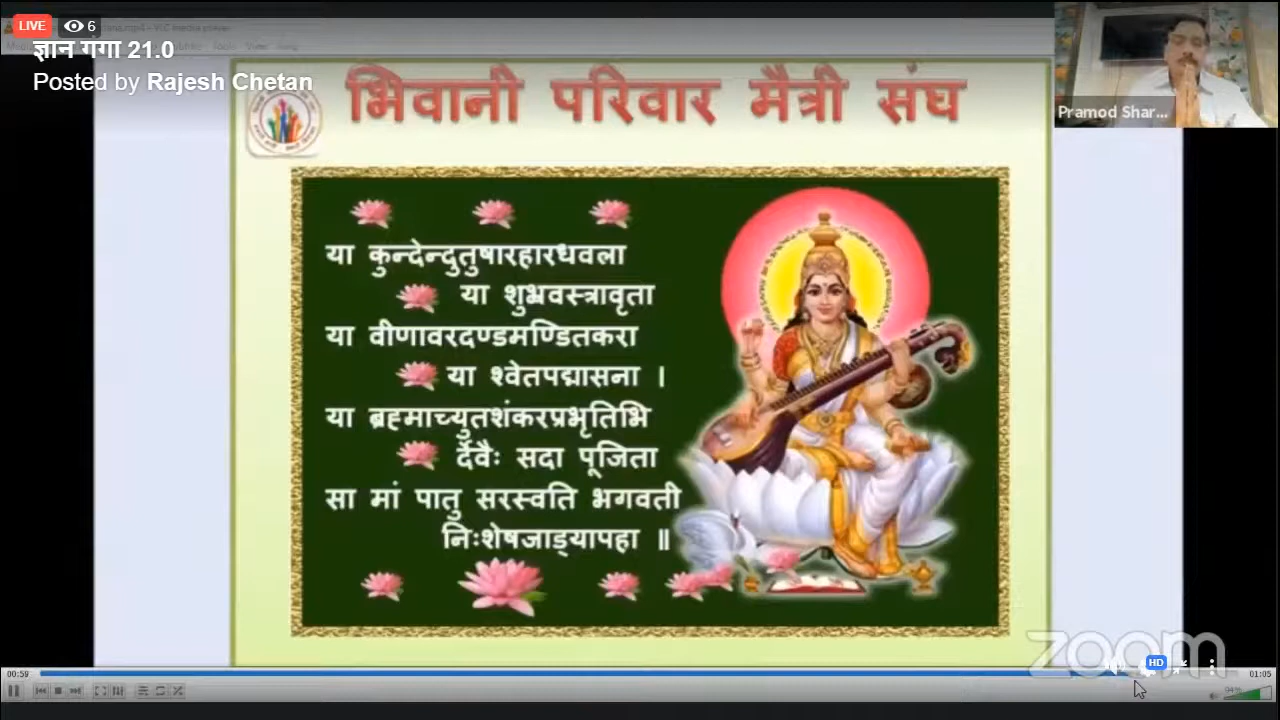 LIVE 6
ज्ञान गंगा 21.0
Posted by Rajesh Chetan
Pramod Shar...
भिवानी परिवार मैत्री संघ
या कुन्देन्दुतुषारहारधवला
या शुभ्रवस्त्रावृता
या वीणावरदण्डमण्डितकरा
या श्वेतपद्मासना ।
या ब्रह्माच्युतशंकरप्रभृतिभि
र्देवैः सदा पूजिता
सा मां पातु सरस्वति भगवती
निःशेषजाड्यापहा ॥
zoom
HD
00:59
01:05
94%